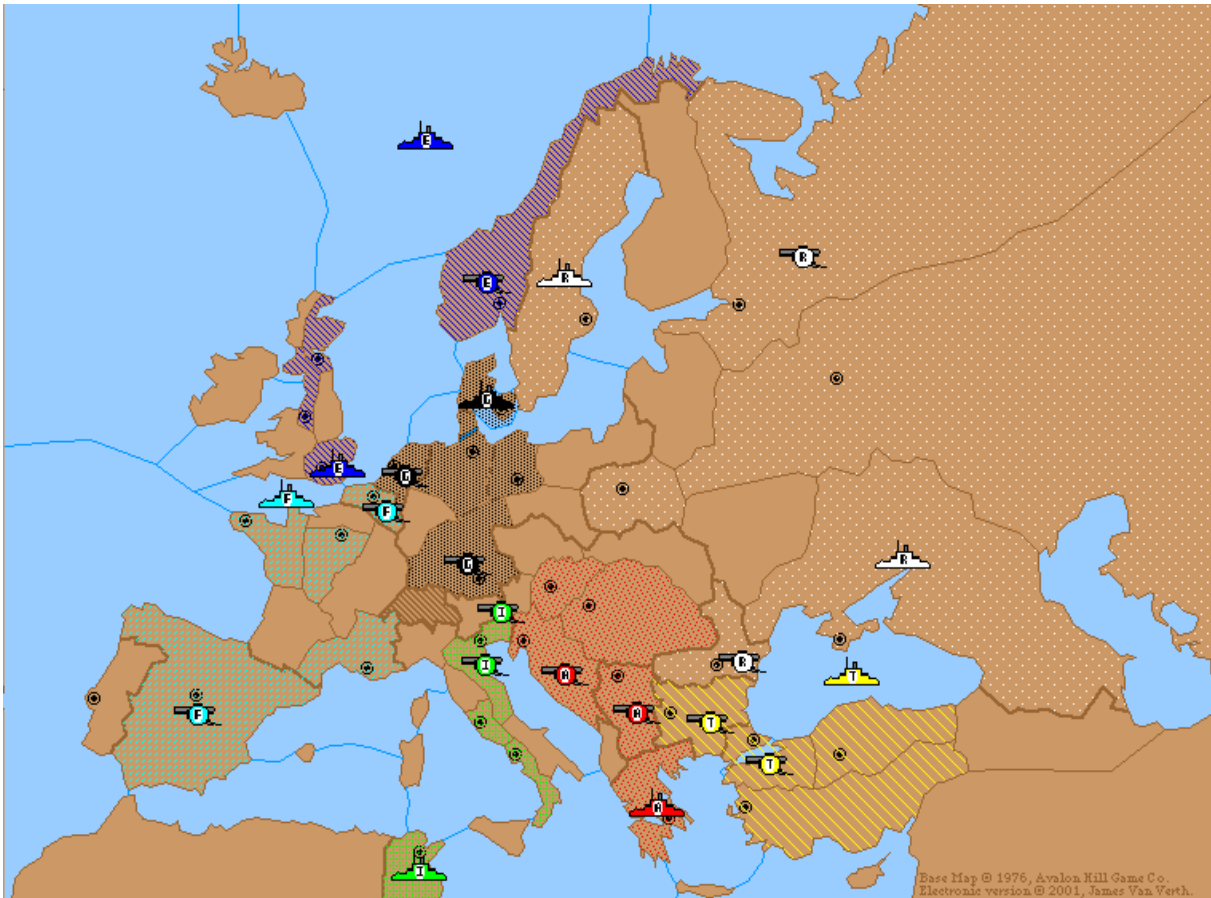 E
R
E
R
G
E
G
F
F
G
R
I
I
R
A
T
A
F
T
T
A
I
Base Map © 1976, Avalon Hill Game Co.
Electronic version © 2001, James Van Verth.